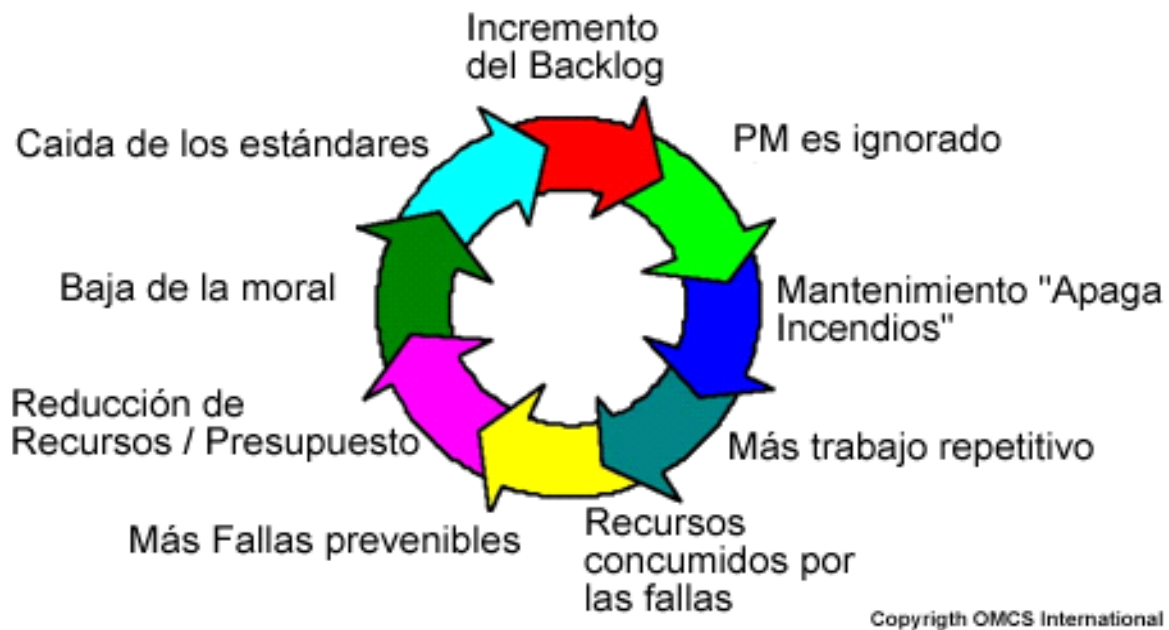 Incremento
del Backlog
PM es ignorado
Mantenimiento "Apaga
Incendios"
Más trabajo repetitivo
Recursos
concumidos por
las fallas
Más Fallas prevenibles
Reducción de
Recursos / Presupuesto
Baja de la moral
Caida de los estándares
Copyrigth OMCS International